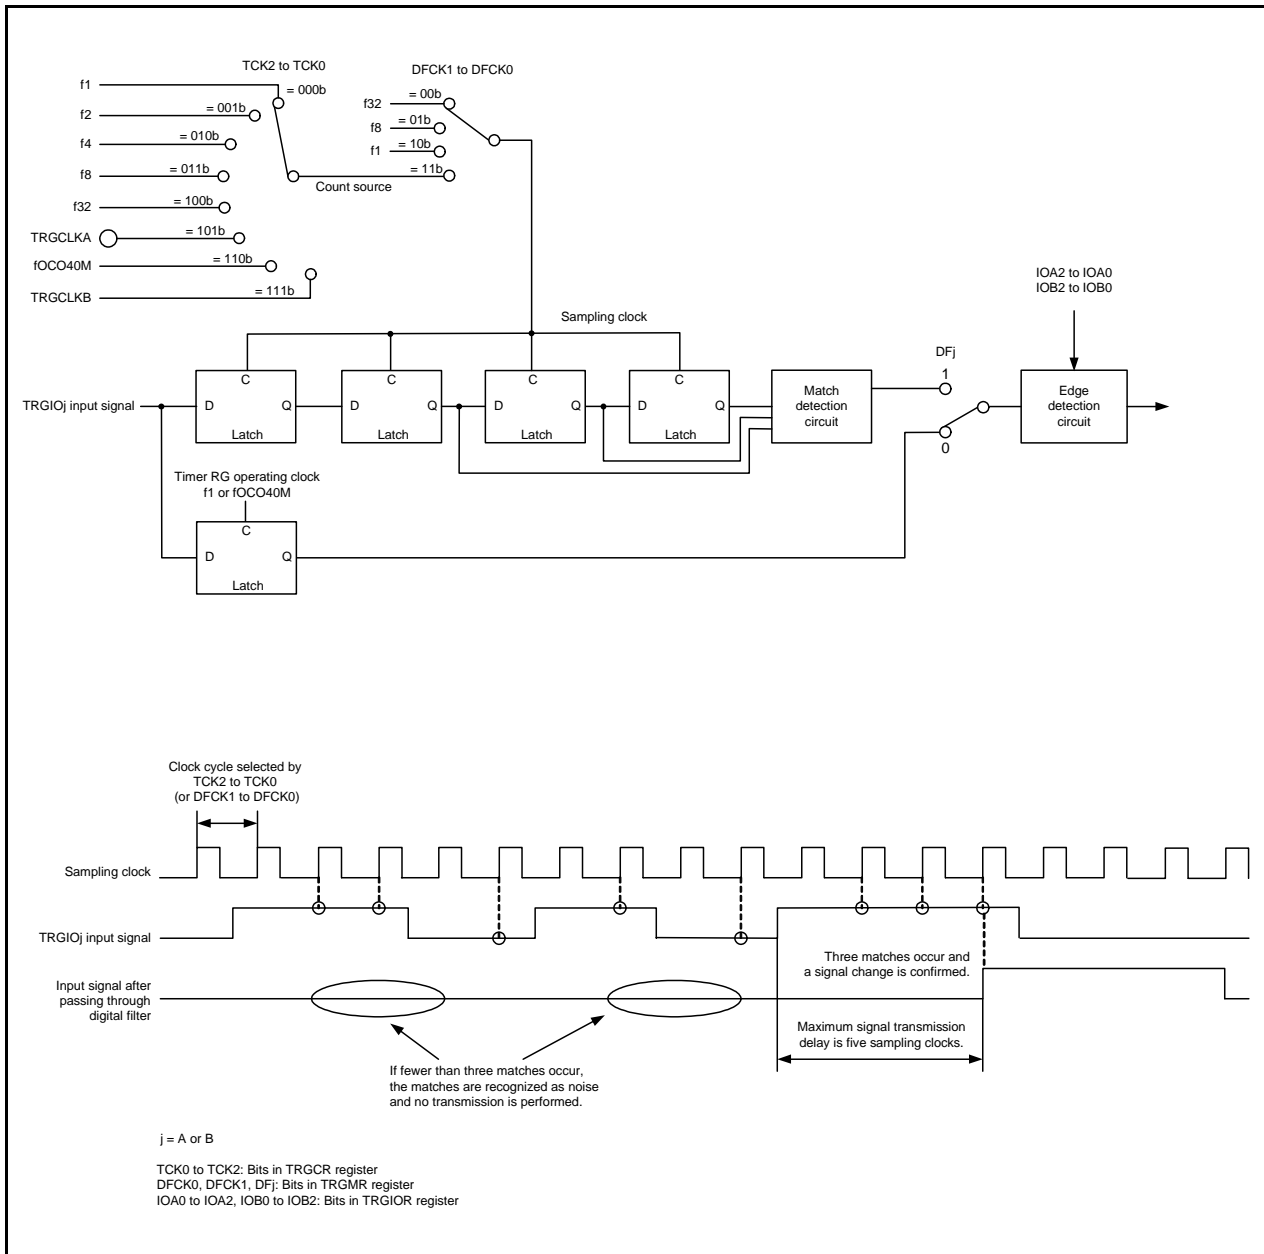 TCK2 to TCK0
DFCK1 to DFCK0
f1
= 000b
f2
= 001b
f4
= 010b
f8
= 011b
f32
= 100b
TRGCLKA
= 101b
fOCO40M
= 110b
TRGCLKB
= 111b
Count source
f32
= 00b
f8
= 01b
f1
= 10b
= 11b
Sampling clock
IOA2 to IOA0
IOB2 to IOB0
TRGIOj input signal
C
D
Q
Latch
C
D
Q
Latch
C
D
Q
Latch
C
D
Q
Latch
Match
detection
circuit
DFj
1
0
Edge
detection
circuit
Timer RG operating clock
f1 or fOCO40M
C
D
Q
Latch
Clock cycle selected by
TCK2 to TCK0
(or DFCK1 to DFCK0)
Sampling clock
TRGIOj input signal
Three matches occur and
a signal change is confirmed.
Input signal after
passing through
digital filter
Maximum signal transmission
delay is five sampling clocks.
If fewer than three matches occur,
the matches are recognized as noise
and no transmission is performed.
j = A or B
TCK0 to TCK2: Bits in TRGCR register
DFCK0, DFCK1, DFj: Bits in TRGMR register
IOA0 to IOA2, IOB0 to IOB2: Bits in TRGIOR register